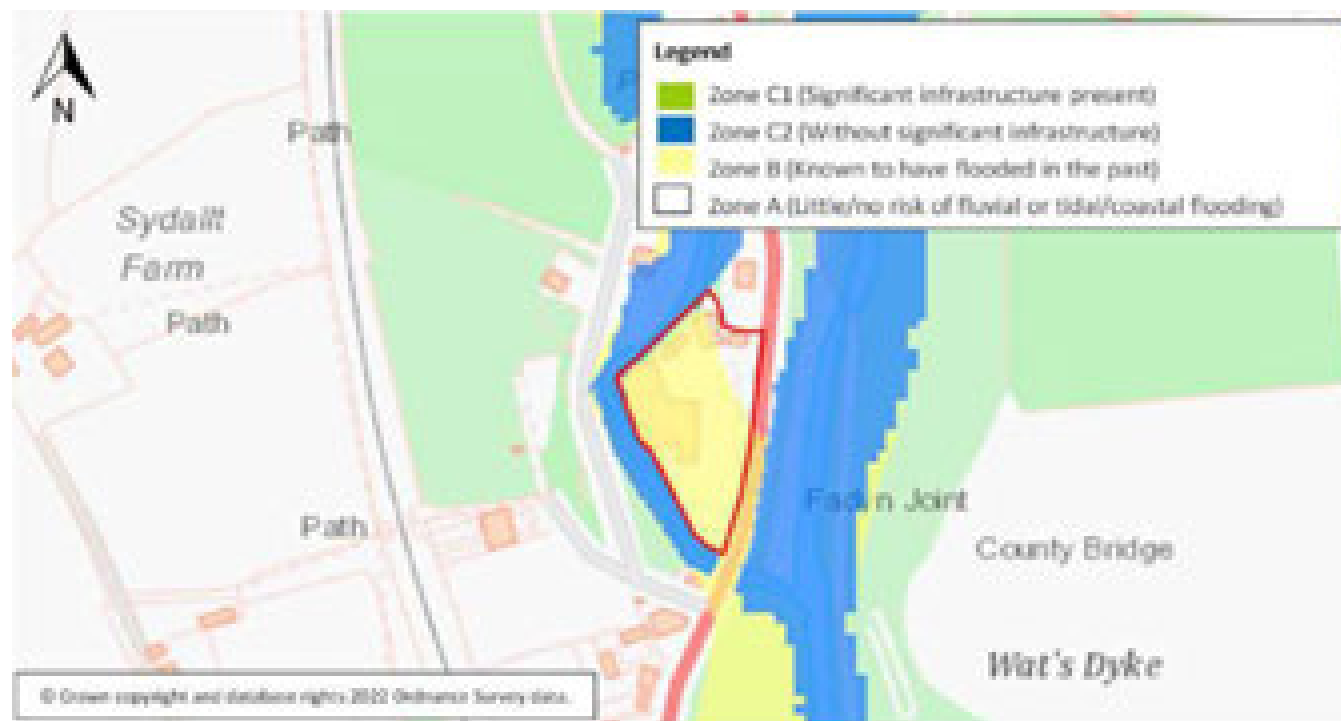 N
Legend
Zone C1 (Significant infrastructure present)
Zone C2 (Without significant infrastructure)
Zone B (Known to have flooded in the past)
Zone A (Little/no risk of fluvial or tidal/coastal flooding)
Path
Sydallt
Farm
Path
Path
Joint
County Bridge
Wat's Dyke
© Crown copyright and database rights 2022 Ordnance Survey data.